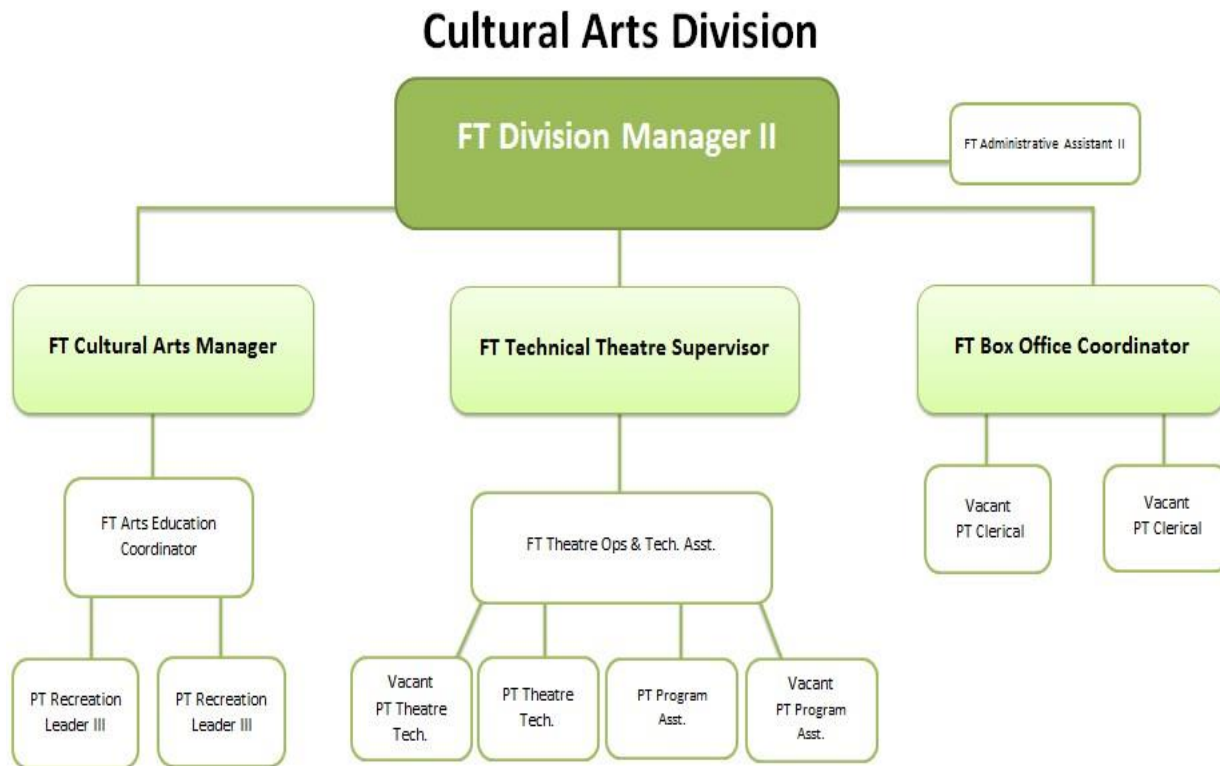 Cultural Arts Division
FT Division Manager II
FT Administrative Assistant II
FT Cultural Arts Manager
FT Technical Theatre Supervisor
FT Box Office Coordinator
FT Arts Education
Coordinator
FT Theatre Ops & Tech. Asst.
Vacant
PT Clerical
Vacant
PT Clerical
PT Recreation
Leader III
PT Recreation
Leader III
Vacant
PT Theatre
Tech.
PT Theatre
Tech.
PT Program
Asst.
Vacant
PT Program
Asst.